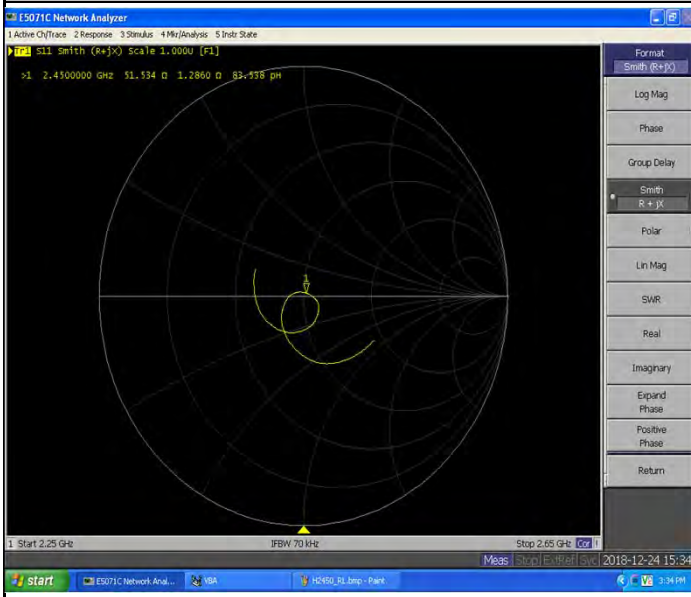 E5071C Network Analyzer
1 Active Ch/Trace 2 Response 3 Stimulus 4 Mkr/Analysis 5 Instr State
Tr1 S11 Smith (R+jX) Scale 1.000U [F1]
>1 2.4500000 GHz 51.534 Ω 1.2860 Ω 83.538 pH
1
Format
Smith (R+jX)
Log Mag
Phase
Group Delay
Smith
R + jX
Polar
Lin Mag
SWR
Real
Imaginary
Expand
Phase
Positive
Phase
Return
1 Start 2.25 GHz IFBW 70 kHz Stop 2.65 GHz Cor !
Meas Stop ExtRef Svc 2018-12-24 15:34
start E5071C Network Anal... VBA H2450_RL.bmp - Paint 3:34 PM